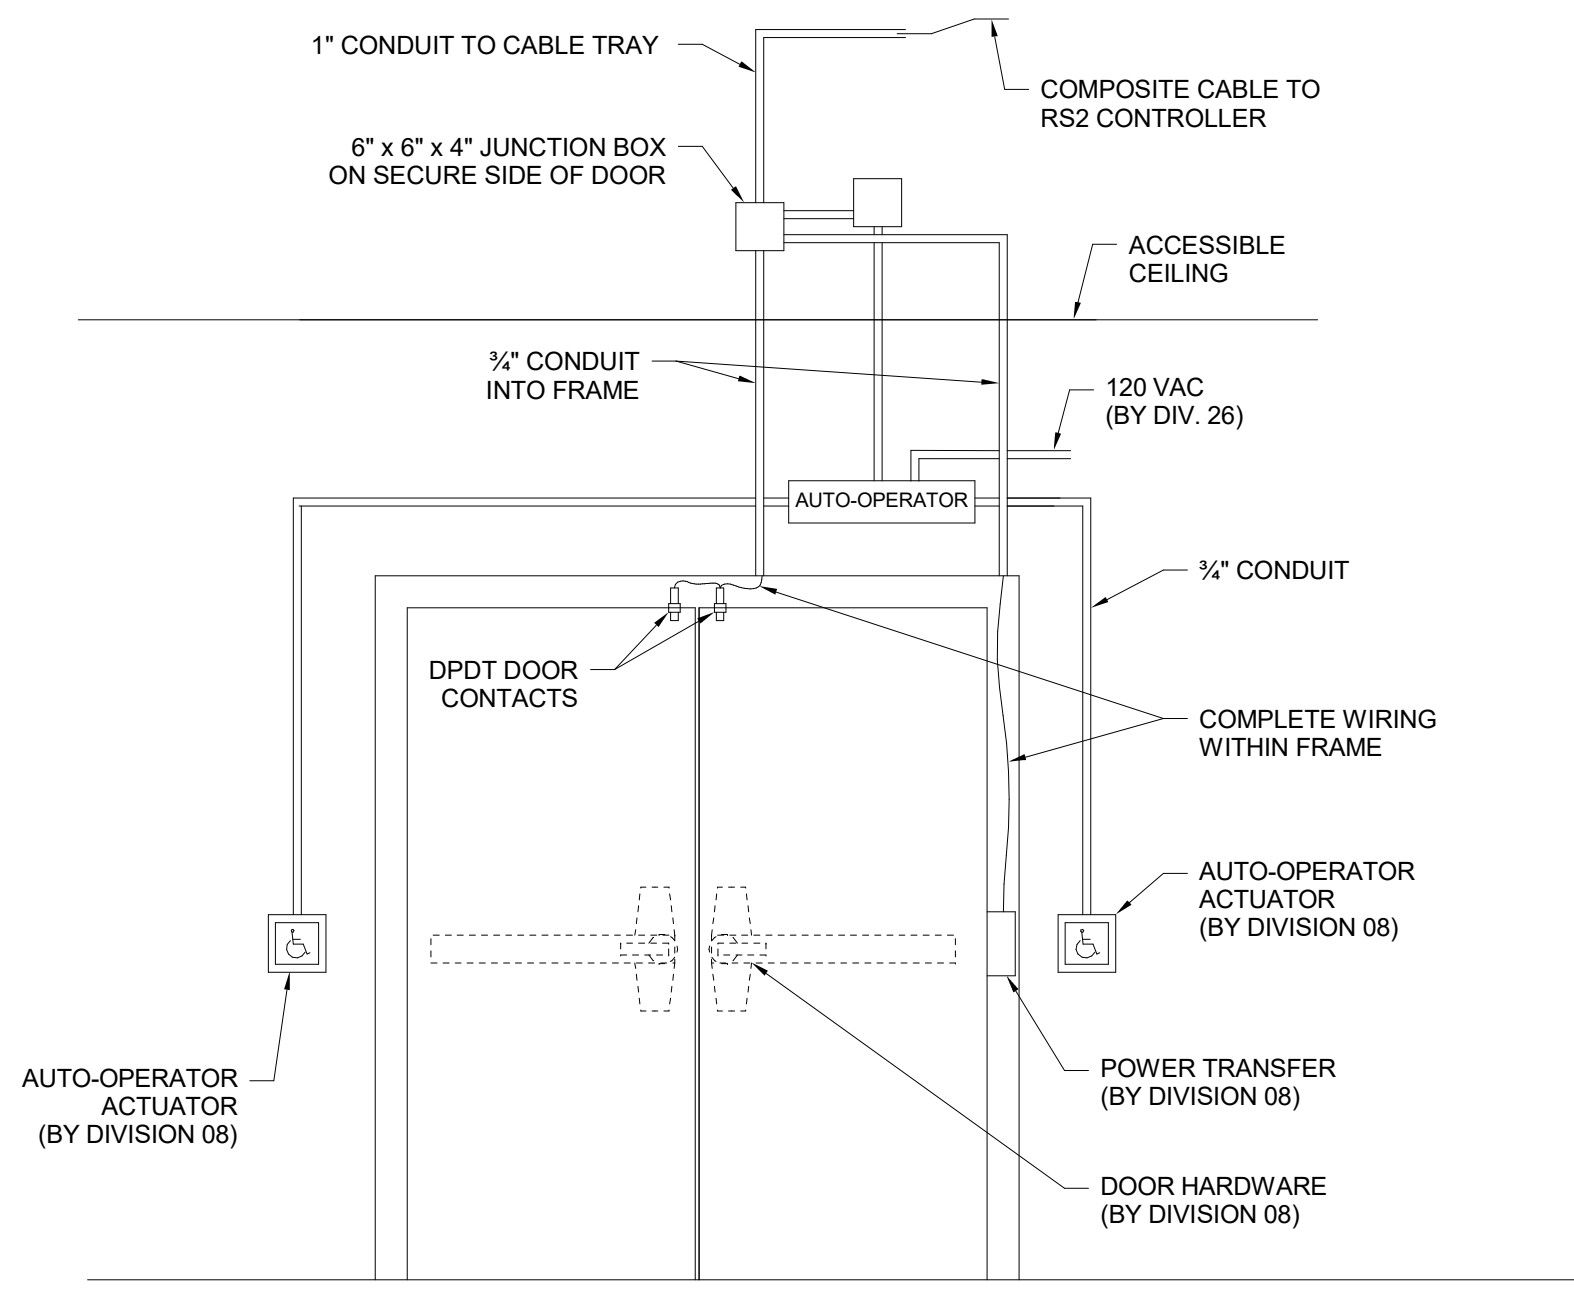 1" CONDUIT TO CABLE TRAY
COMPOSITE CABLE TO
RS2 CONTROLLER
6" x 6" x 4" JUNCTION BOX
ON SECURE SIDE OF DOOR
ACCESSIBLE
CEILING
¾" CONDUIT
INTO FRAME
120 VAC
(BY DIV. 26)
AUTO-OPERATOR
¾" CONDUIT
DPDT DOOR
CONTACTS
COMPLETE WIRING
WITHIN FRAME
AUTO-OPERATOR
ACTUATOR
(BY DIVISION 08)
AUTO-OPERATOR
ACTUATOR
(BY DIVISION 08)
POWER TRANSFER
(BY DIVISION 08)
DOOR HARDWARE
(BY DIVISION 08)